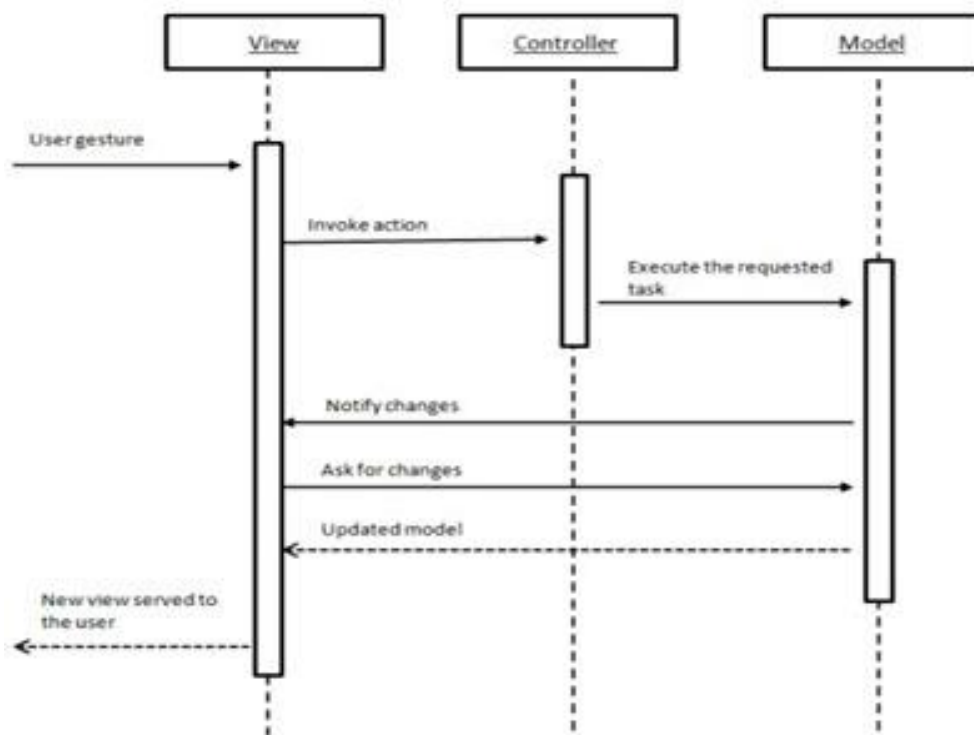 View
Controller
Model
User gesture
Invoke action
Execute the requested
task
Notify changes
Ask for changes
Updated model
New view served to
the user